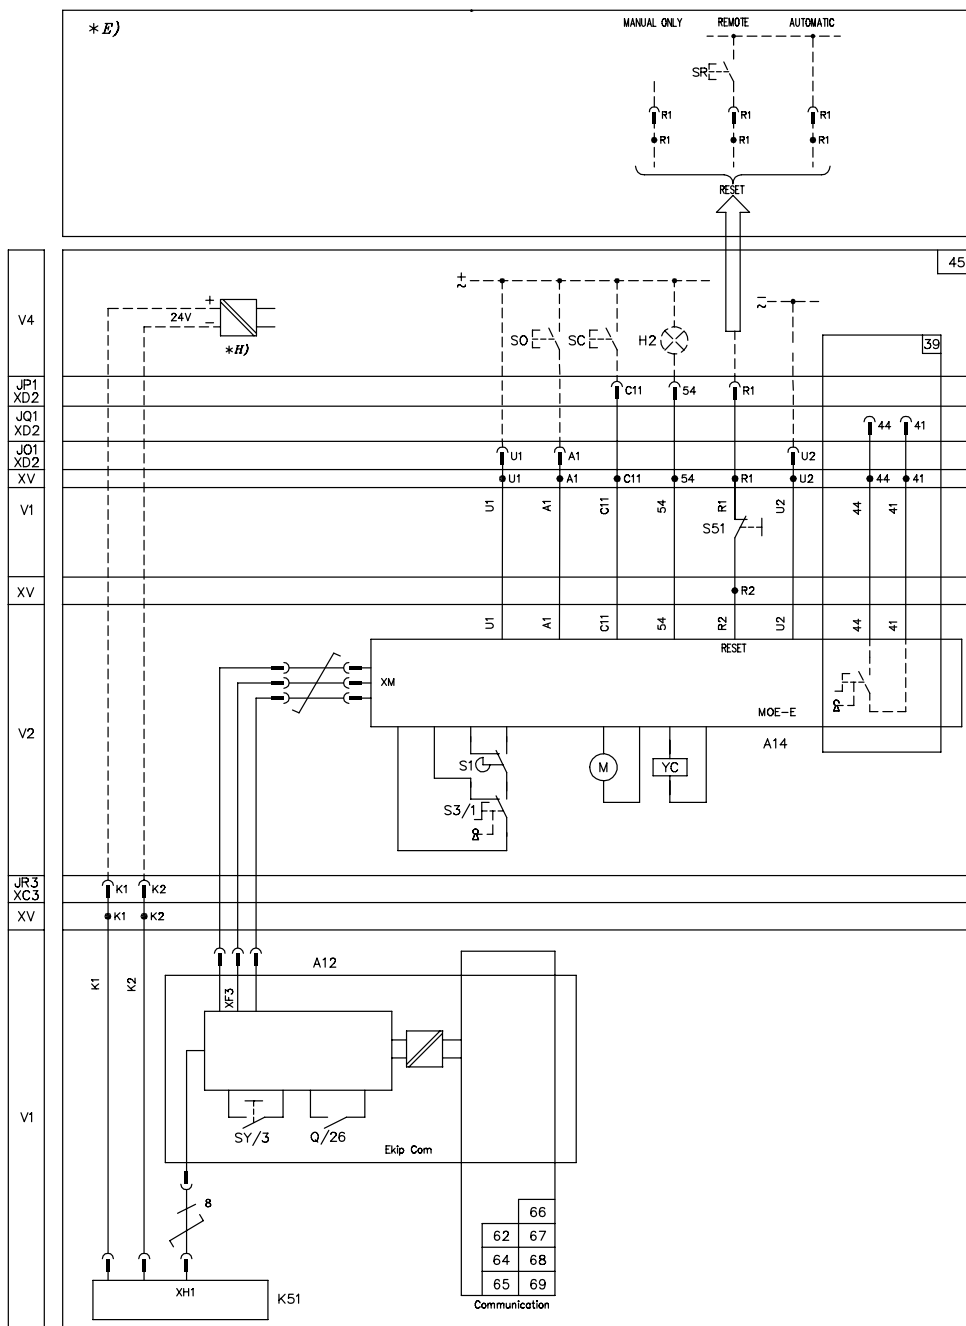 *E)
MANUAL ONLY REMOTE AUTOMATIC
SR
R1 R1 R1
R1 R1 R1
RESET
45
V4
+
24V
−
*H)
+
~
SO SC H2
−
~
39
JP1
XD2
C11 54 R1
JQ1
XD2
44 41
JO1
XD2
U1 A1 U2
XV
U1 A1 C11 54 R1 U2 44 41
V1
U1 A1 C11 54 R1 U2 44 41
S51
XV
R2
U1 A1 C11 54 R2 U2 44 41
RESET
XM
MOE-E
A14
V2
S1
M
YC
S3/1
JR3
XC3
K1 K2
XV
K1 K2
A12
K1 K2 XF3
V1
SY/3 Q/26
Ekip Com
8
66
62 67
64 68
65 69
Communication
XH1
K51